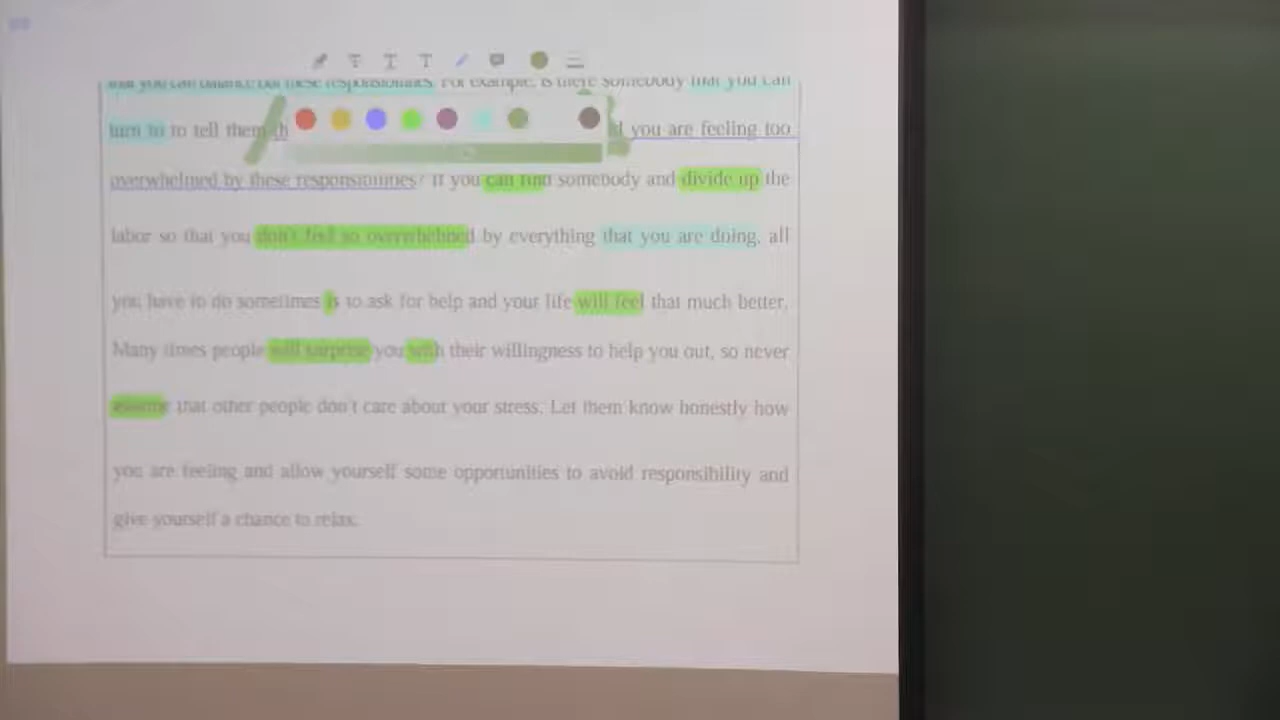 that you can balance out these responsibilities. For example, is there somebody that you can
turn to to tell them th
d you are feeling too
overwhelmed by these responsibilities? If you can find somebody and divide up the
labor so that you don't feel so overwhelmed by everything that you are doing, all
you have to do sometimes is to ask for help and your life will feel that much better.
Many times people will surprise you with their willingness to help you out, so never
assume that other people don't care about your stress. Let them know honestly how
you are feeling and allow yourself some opportunities to avoid responsibility and
give yourself a chance to relax.